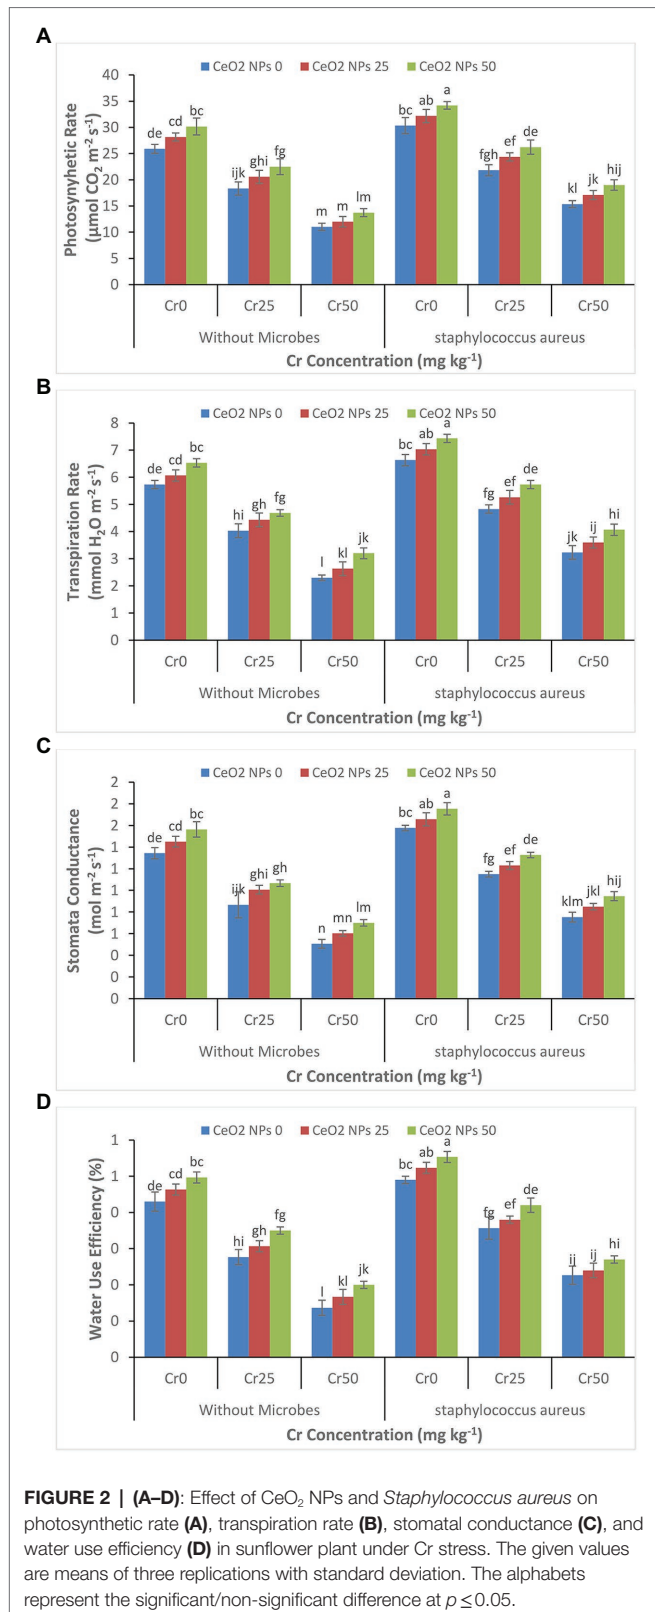 A
CeO2 NPs 0 CeO2 NPs 25 CeO2 NPs 50
Photosynyhetic Rate
(µmol CO₂ m⁻² s⁻¹)
40
35
30
25
20
15
10
5
0
de cd bc ijk ghi fg m m lm bc ab a fgh ef de kl jk hij
Cr0 Cr25 Cr50 Cr0 Cr25 Cr50
Without Microbes staphylococcus aureus
Cr Concentration (mg kg⁻¹)
B
CeO2 NPs 0 CeO2 NPs 25 CeO2 NPs 50
Transpiration Rate
(mmol H₂O m⁻² s⁻¹)
8
7
6
5
4
3
2
1
0
de cd bc hi gh fg l kl jk bc ab a fg ef de jk ij hi
Cr0 Cr25 Cr50 Cr0 Cr25 Cr50
Without Microbes staphylococcus aureus
Cr Concentration (mg kg⁻¹)
C
CeO2 NPs 0 CeO2 NPs 25 CeO2 NPs 50
Stomata Conductance
(mol m⁻² s⁻¹)
2
2
2
1
1
1
1
0
0
0
de cd bc ijk ghi gh n mn lm bc ab a fg ef de klm jkl hij
Cr0 Cr25 Cr50 Cr0 Cr25 Cr50
Without Microbes staphylococcus aureus
Cr Concentration (mg kg⁻¹)
D
CeO2 NPs 0 CeO2 NPs 25 CeO2 NPs 50
Water Use Efficiency (%)
1
1
0
0
0
0
0
de cd bc hi gh fg l kl jk bc ab a fg ef de ij ij hi
Cr0 Cr25 Cr50 Cr0 Cr25 Cr50
Without Microbes staphylococcus aureus
Cr Concentration (mg kg⁻¹)
FIGURE 2 | (A–D): Effect of CeO₂ NPs and Staphylococcus aureus on
photosynthetic rate (A), transpiration rate (B), stomatal conductance (C), and
water use efficiency (D) in sunflower plant under Cr stress. The given values
are means of three replications with standard deviation. The alphabets
represent the significant/non-significant difference at p ≤ 0.05.